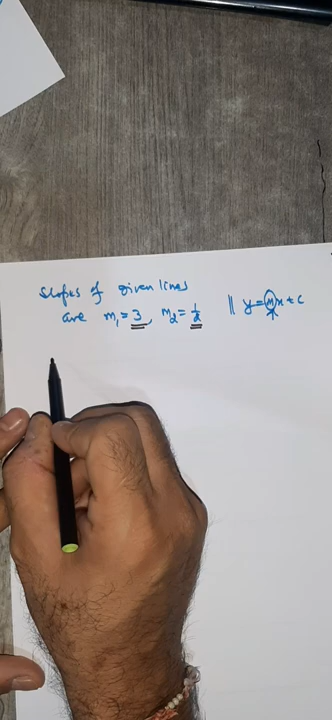 Slopes of given lines
are m₁ = 3, m₂ = 1/2 || y = mx + c